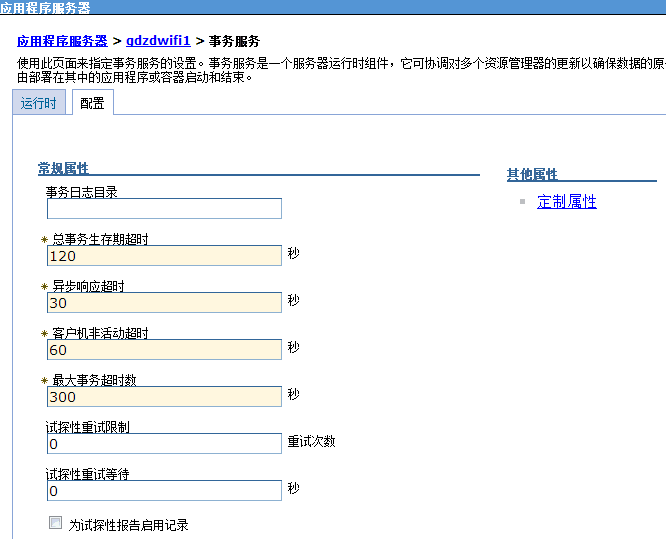 应用程序服务器
应用程序服务器 > gdzdwifi1 > 事务服务
使用此页面来指定事务服务的设置。事务服务是一个服务器运行时组件，它可协调对多个资源管理器的更新以确保数据的原
由部署在其中的应用程序或容器启动和结束。
运行时 配置
常规属性
其他属性
定制属性
事务日志目录
* 总事务生存期超时
120 秒
* 异步响应超时
30 秒
* 客户机非活动超时
60 秒
* 最大事务超时数
300 秒
试探性重试限制
0 重试次数
试探性重试等待
0 秒
为试探性报告启用记录